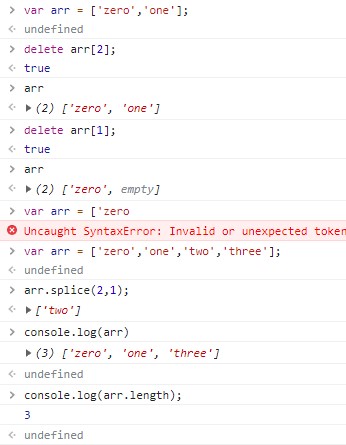 > var arr = ['zero','one'];
< undefined
> delete arr[2];
< true
> arr
< ▶ (2) ['zero', 'one']
> delete arr[1];
< true
> arr
< ▶ (2) ['zero', empty]
> var arr = ['zero
Uncaught SyntaxError: Invalid or unexpected token
> var arr = ['zero','one','two','three'];
< undefined
> arr.splice(2,1);
< ▶ ['two']
> console.log(arr)
▶ (3) ['zero', 'one', 'three']
< undefined
> console.log(arr.length);
3
< undefined